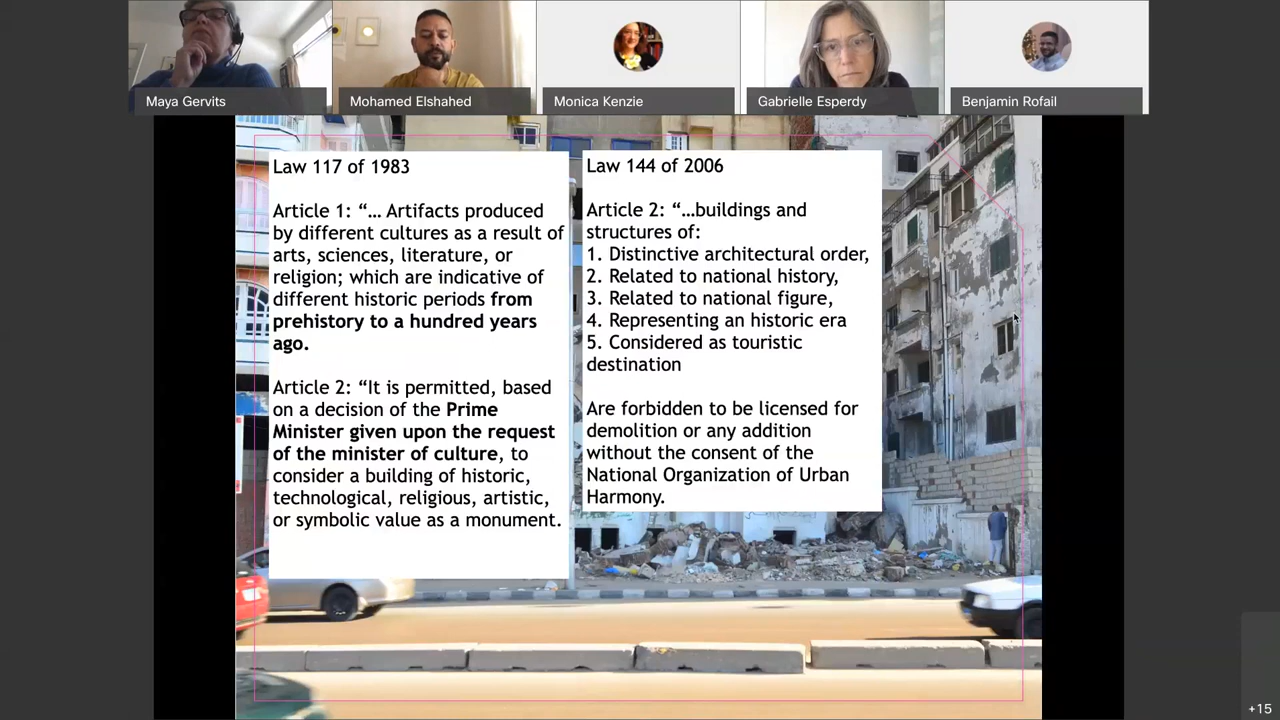 Maya Gervits
Mohamed Elshahed
Monica Kenzie
Gabrielle Esperdy
Benjamin Rofail
Law 117 of 1983
Article 1: “… Artifacts produced
by different cultures as a result of
arts, sciences, literature, or
religion; which are indicative of
different historic periods from
prehistory to a hundred years
ago.
Article 2: “It is permitted, based
on a decision of the Prime
Minister given upon the request
of the minister of culture, to
consider a building of historic,
technological, religious, artistic,
or symbolic value as a monument.
Law 144 of 2006
Article 2: “…buildings and
structures of:
1. Distinctive architectural order,
2. Related to national history,
3. Related to national figure,
4. Representing an historic era
5. Considered as touristic
destination
Are forbidden to be licensed for
demolition or any addition
without the consent of the
National Organization of Urban
Harmony.
+15